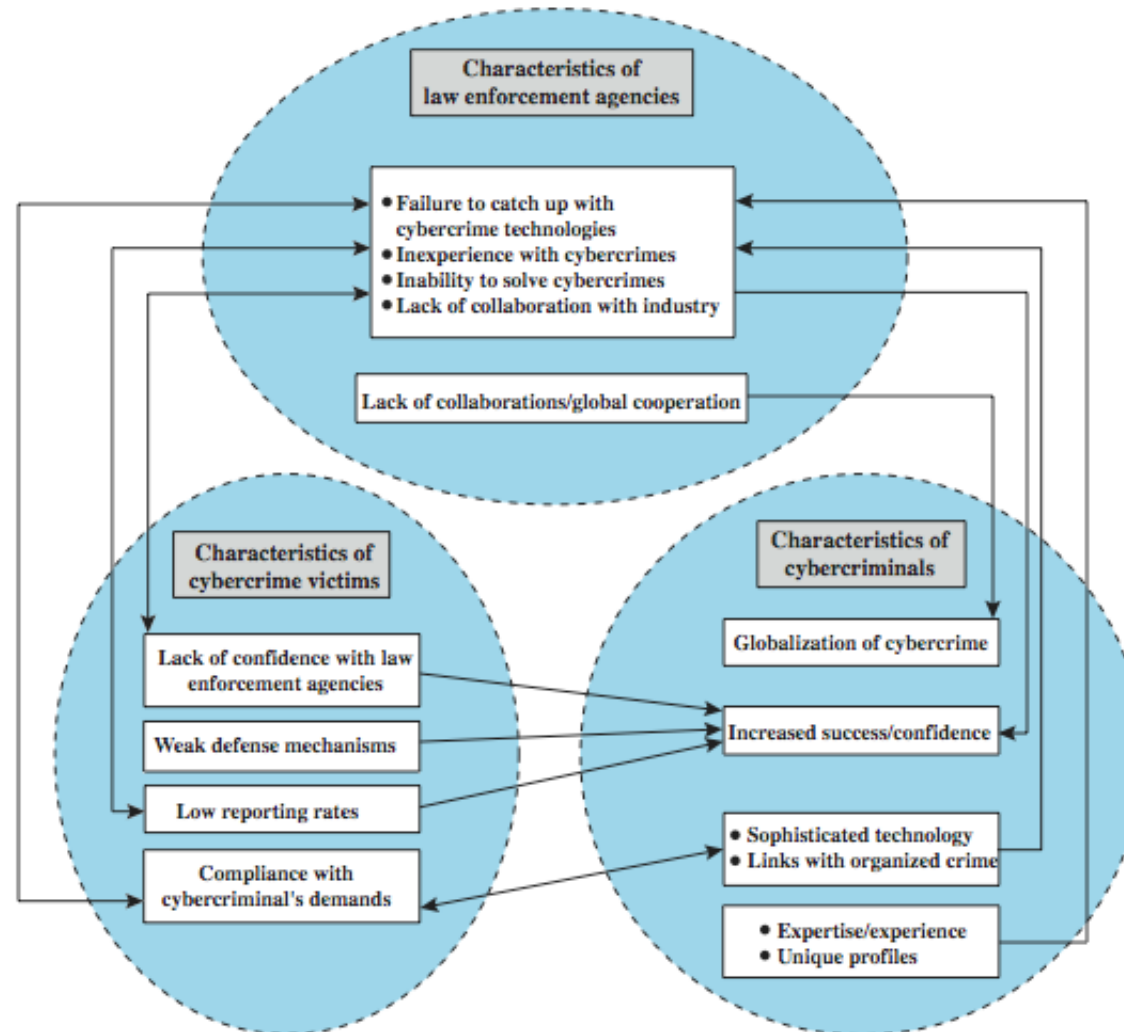 Characteristics of
law enforcement agencies
● Failure to catch up with
cybercrime technologies
● Inexperience with cybercrimes
● Inability to solve cybercrimes
● Lack of collaboration with industry
Lack of collaborations/global cooperation
Characteristics of
cybercrime victims
Lack of confidence with law
enforcement agencies
Weak defense mechanisms
Low reporting rates
Compliance with
cybercriminal's demands
Characteristics of
cybercriminals
Globalization of cybercrime
Increased success/confidence
● Sophisticated technology
● Links with organized crime
● Expertise/experience
● Unique profiles